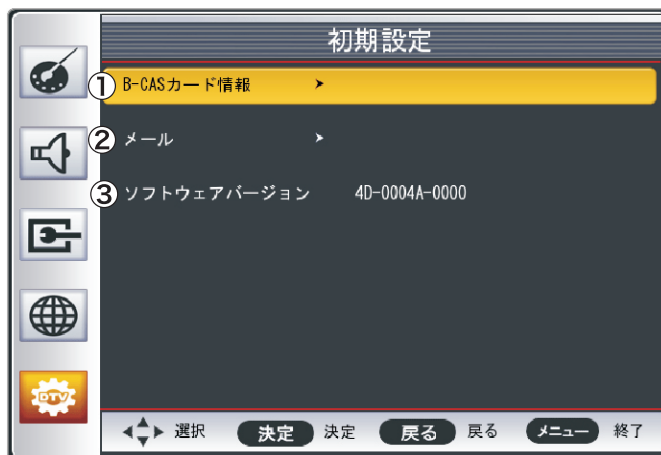 初期設定
① B-CASカード情報 ➤
② メール ➤
③ ソフトウェアバージョン 4D-0004A-0000
DTV
選択 決定 決定 戻る 戻る メニュー 終了